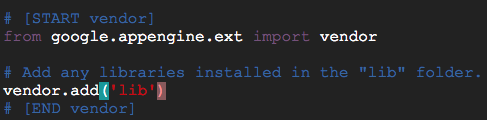 # [START vendor]
from google.appengine.ext import vendor

# Add any libraries installed in the "lib" folder.
vendor.add('lib')
# [END vendor]